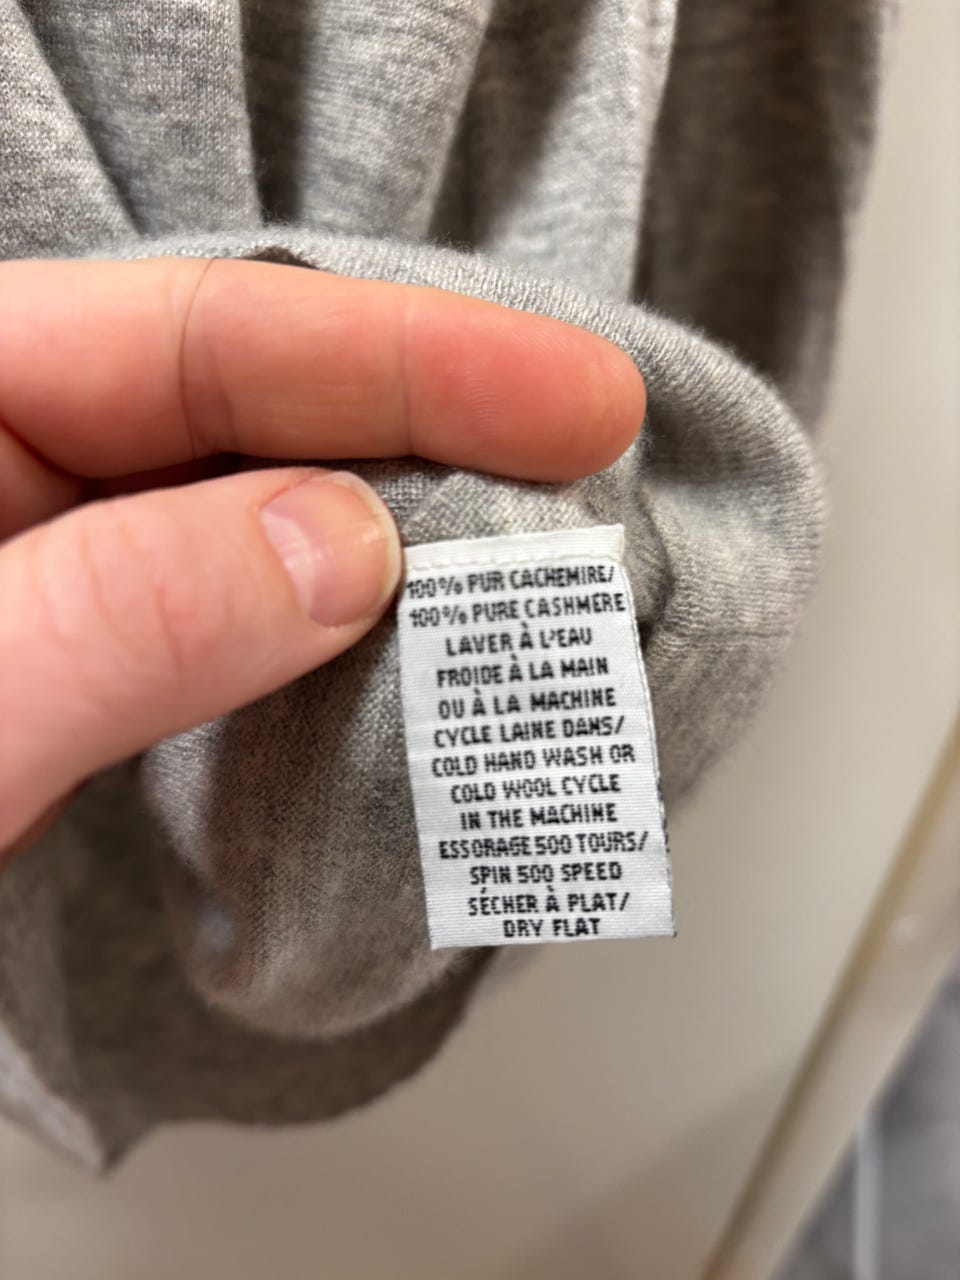 100% PUR CACHEMIRE/
100% PURE CASHMERE
LAVER À L'EAU
FROIDE À LA MAIN
OU À LA MACHINE
CYCLE LAINE DANS/
COLD HAND WASH OR
COLD WOOL CYCLE
IN THE MACHINE
ESSORAGE 500 TOURS/
SPIN 500 SPEED
SÉCHER À PLAT/
DRY FLAT